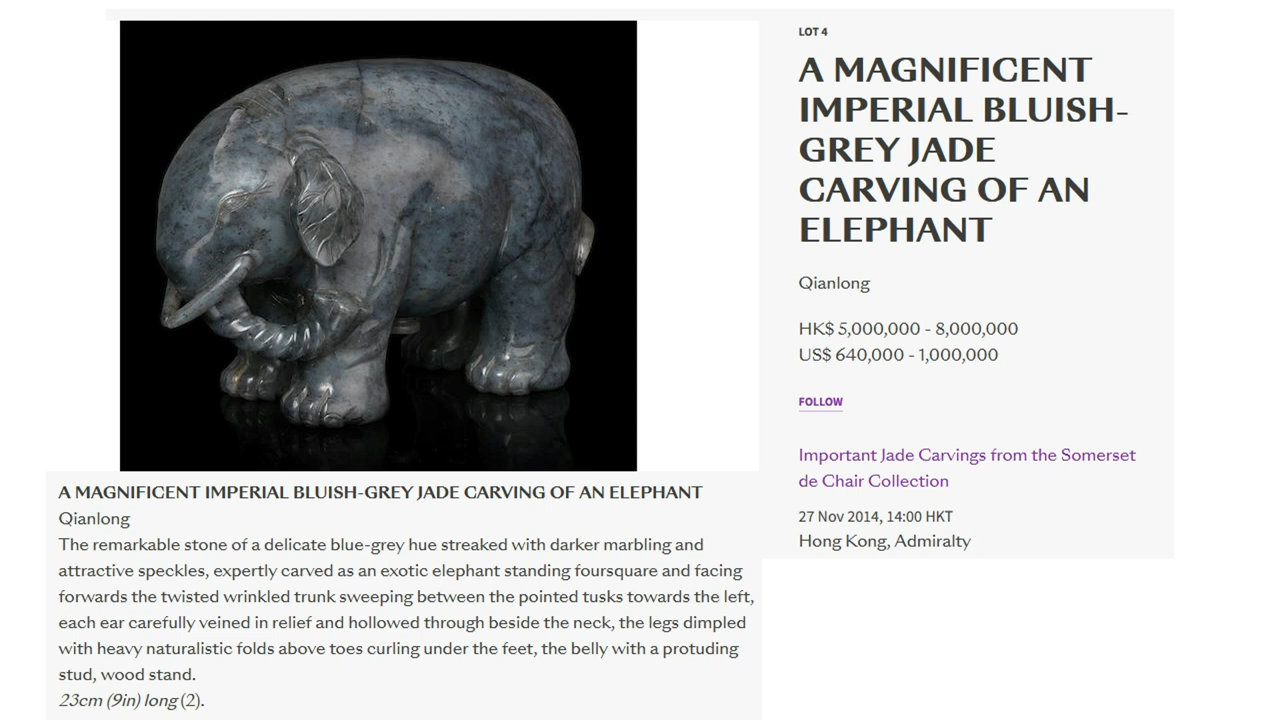 LOT 4
A MAGNIFICENT
IMPERIAL BLUISH-
GREY JADE
CARVING OF AN
ELEPHANT
Qianlong
HK$ 5,000,000 - 8,000,000
US$ 640,000 - 1,000,000
FOLLOW
Important Jade Carvings from the Somerset
de Chair Collection
27 Nov 2014, 14:00 HKT
Hong Kong, Admiralty
A MAGNIFICENT IMPERIAL BLUISH-GREY JADE CARVING OF AN ELEPHANT
Qianlong
The remarkable stone of a delicate blue-grey hue streaked with darker marbling and
attractive speckles, expertly carved as an exotic elephant standing foursquare and facing
forwards the twisted wrinkled trunk sweeping between the pointed tusks towards the left,
each ear carefully veined in relief and hollowed through beside the neck, the legs dimpled
with heavy naturalistic folds above toes curling under the feet, the belly with a protuding
stud, wood stand.
23cm (9in) long (2).